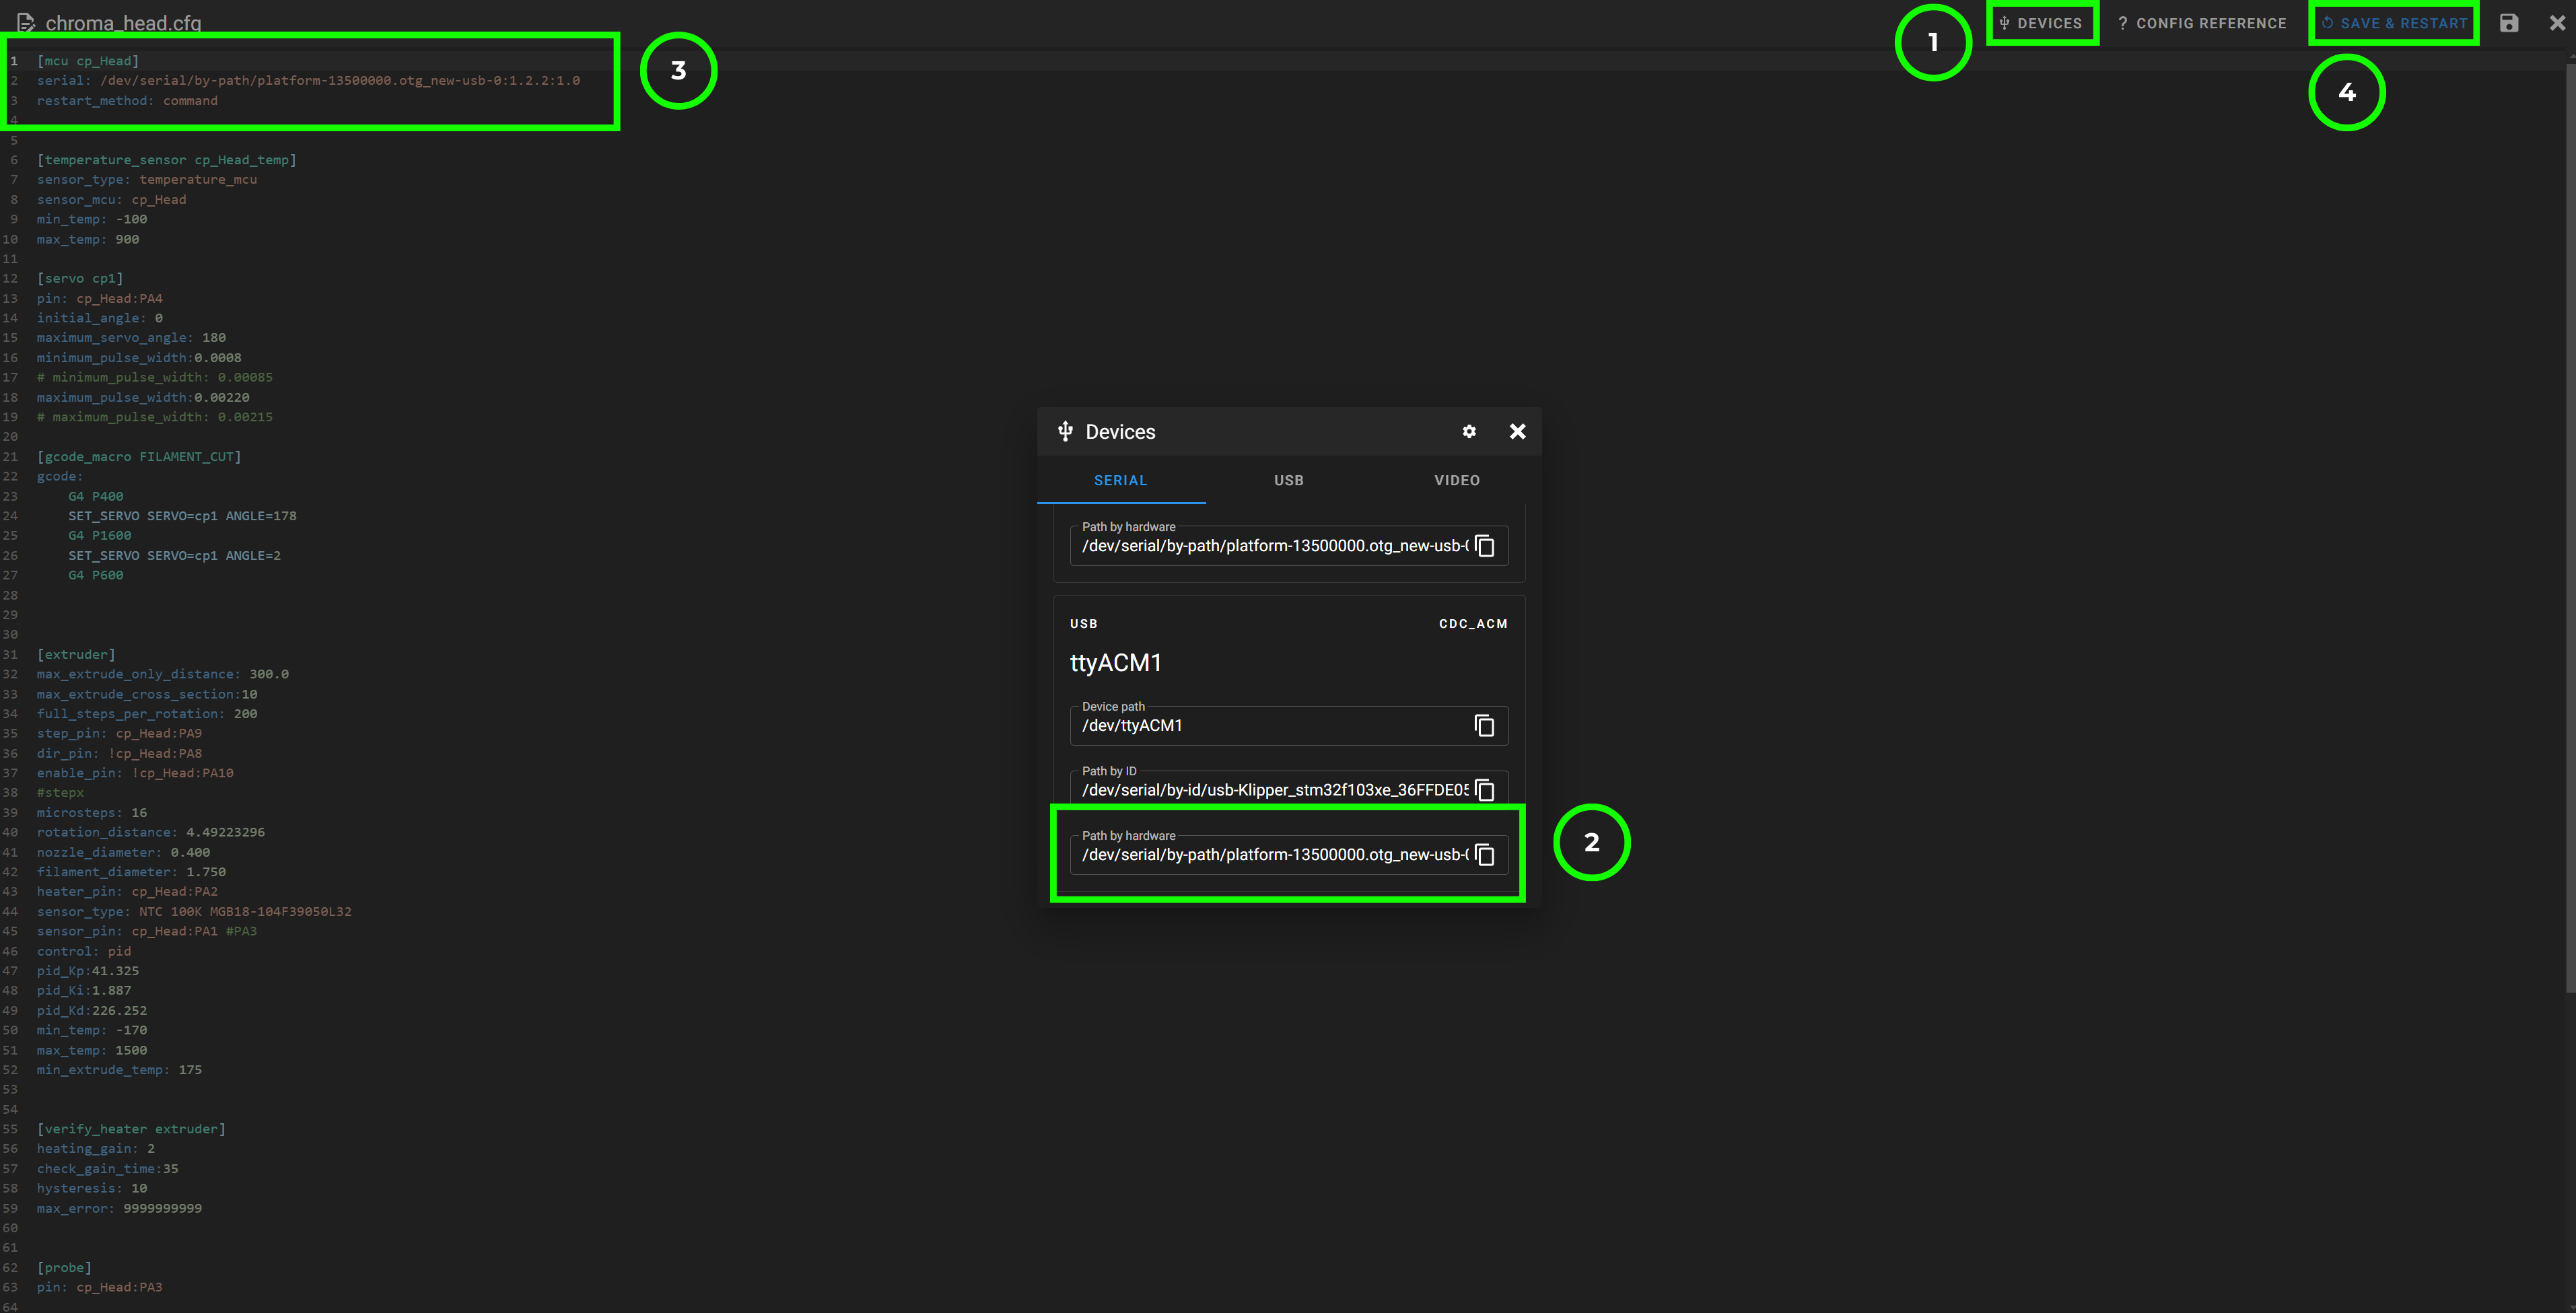 chroma_head.cfg
DEVICES
? CONFIG REFERENCE
SAVE & RESTART
1
2
3
4
1 [mcu cp_Head]
2 serial: /dev/serial/by-path/platform-13500000.otg_new-usb-0:1.2.2:1.0
3 restart_method: command
4
5
6 [temperature_sensor cp_Head_temp]
7 sensor_type: temperature_mcu
8 sensor_mcu: cp_Head
9 min_temp: -100
10 max_temp: 900
11
12 [servo cp1]
13 pin: cp_Head:PA4
14 initial_angle: 0
15 maximum_servo_angle: 180
16 minimum_pulse_width:0.0008
17 # minimum_pulse_width: 0.00085
18 maximum_pulse_width:0.00220
19 # maximum_pulse_width: 0.00215
20
21 [gcode_macro FILAMENT_CUT]
22 gcode:
23 G4 P400
24 SET_SERVO SERVO=cp1 ANGLE=178
25 G4 P1600
26 SET_SERVO SERVO=cp1 ANGLE=2
27 G4 P600
28
29
30
31 [extruder]
32 max_extrude_only_distance: 300.0
33 max_extrude_cross_section:10
34 full_steps_per_rotation: 200
35 step_pin: cp_Head:PA9
36 dir_pin: !cp_Head:PA8
37 enable_pin: !cp_Head:PA10
38 #stepx
39 microsteps: 16
40 rotation_distance: 4.49223296
41 nozzle_diameter: 0.400
42 filament_diameter: 1.750
43 heater_pin: cp_Head:PA2
44 sensor_type: NTC 100K MGB18-104F39050L32
45 sensor_pin: cp_Head:PA1 #PA3
46 control: pid
47 pid_Kp:41.325
48 pid_Ki:1.887
49 pid_Kd:226.252
50 min_temp: -170
51 max_temp: 1500
52 min_extrude_temp: 175
53
54
55 [verify_heater extruder]
56 heating_gain: 2
57 check_gain_time:35
58 hysteresis: 10
59 max_error: 9999999999
60
61
62 [probe]
63 pin: cp_Head:PA3
64
Devices
SERIAL
USB
VIDEO
Path by hardware
/dev/serial/by-path/platform-13500000.otg_new-usb-(
USB
CDC_ACM
ttyACM1
Device path
/dev/ttyACM1
Path by ID
/dev/serial/by-id/usb-Klipper_stm32f103xe_36FFDE05
Path by hardware
/dev/serial/by-path/platform-13500000.otg_new-usb-(